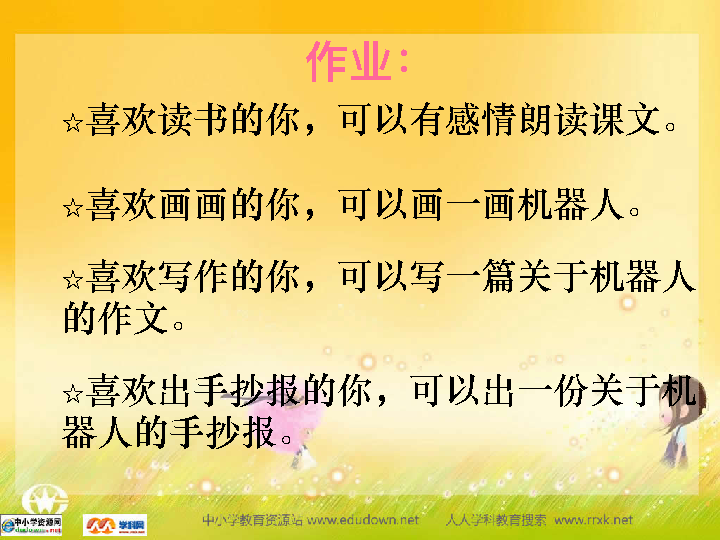 作业：
☆喜欢读书的你，可以有感情朗读课文。
☆喜欢画画的你，可以画一画机器人。
☆喜欢写作的你，可以写一篇关于机器人
的作文。
☆喜欢出手抄报的你，可以出一份关于机
器人的手抄报。
中小学教育资源站 www.edudown.net 人人学科教育搜索 www.rrxk.net
中小学资源网
学科网